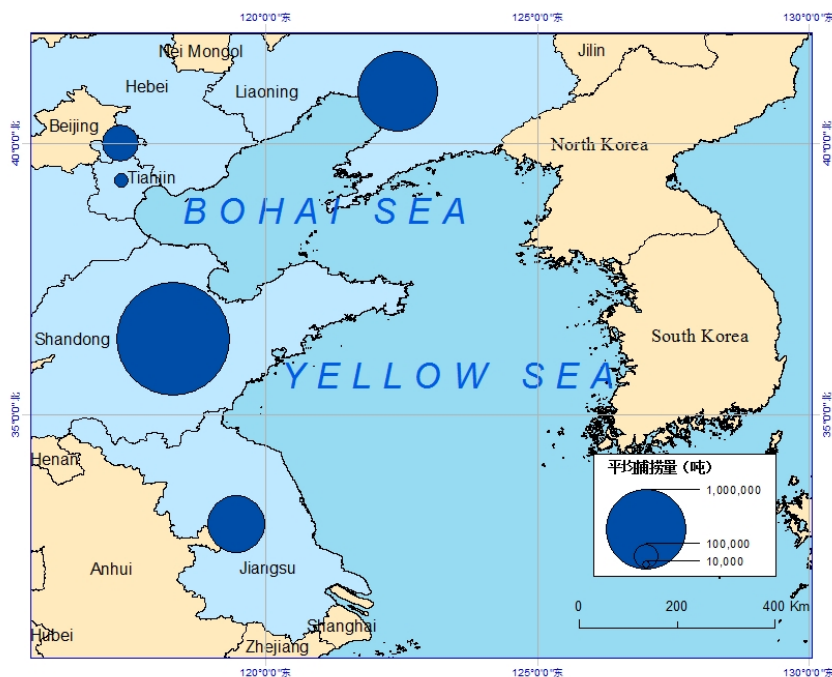 120°0'0"东
125°0'0"东
130°0'0"东
Nei Mongol
Jilin
Hebei
Liaoning
Beijing
40°0'0"北
North Korea
40°0'0"北
Tianjin
BOHAI SEA
Shandong
South Korea
YELLOW SEA
35°0'0"北
35°0'0"北
Henan
平均捕捞量（吨）
1,000,000
100,000
10,000
Anhui
Jiangsu
0 200 400 Km
Shanghai
Hubei
Zhejiang
120°0'0"东
125°0'0"东
130°0'0"东